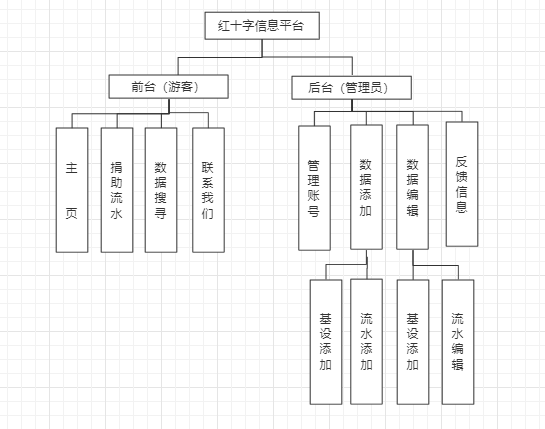 红十字信息平台
前台（游客）
后台（管理员）
主页
捐助流水
数据搜寻
联系我们
管理账号
数据添加
数据编辑
反馈信息
基设添加
流水添加
基设添加
流水编辑